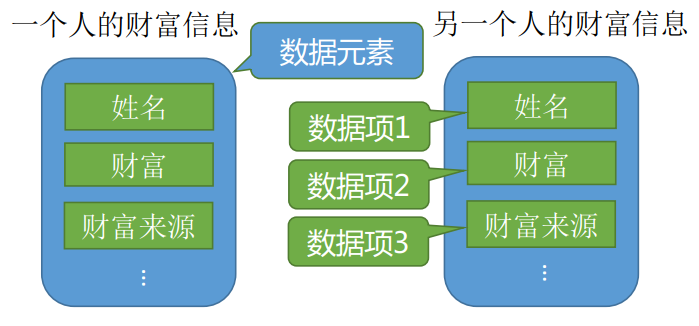 一个人的财富信息
数据元素
姓名
财富
财富来源
⋮
另一个人的财富信息
数据项1
姓名
数据项2
财富
数据项3
财富来源
⋮